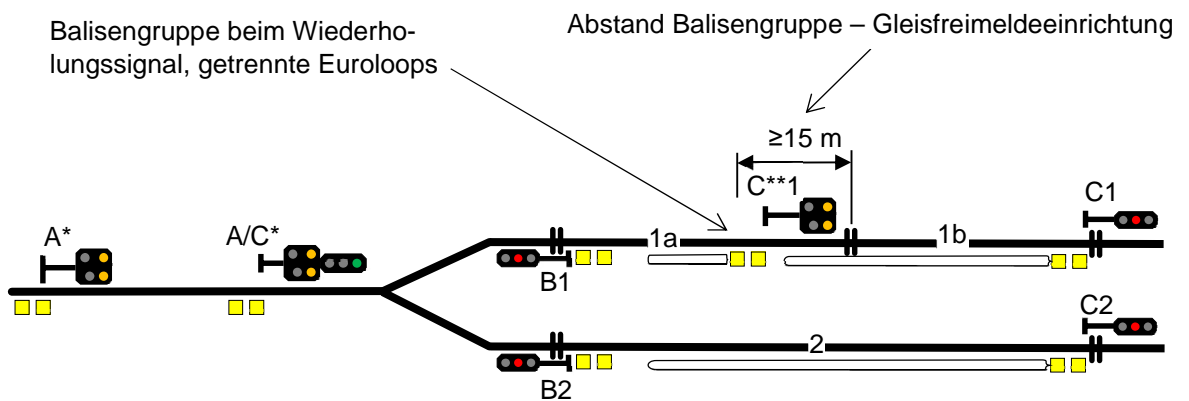 Balisengruppe beim Wiederho-
lungssignal, getrennte Euroloops
Abstand Balisengruppe – Gleisfreimeldeeinrichtung
≥15 m
C**1
C1
A*
A/C*
1a
1b
B1
C2
2
B2